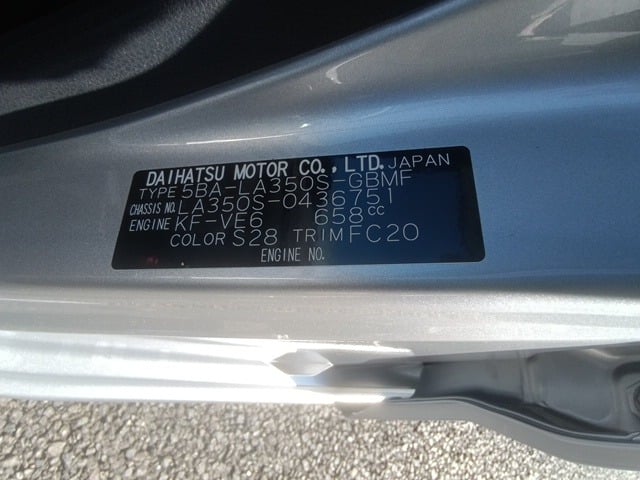 DAIHATSU MOTOR CO., LTD. JAPAN
TYPE 5BA-LA350S-GBMF
CHASSIS NO. LA350S-0436751
ENGINE KF-VE6 658cc
COLOR S28 TRIM FC20
ENGINE NO.